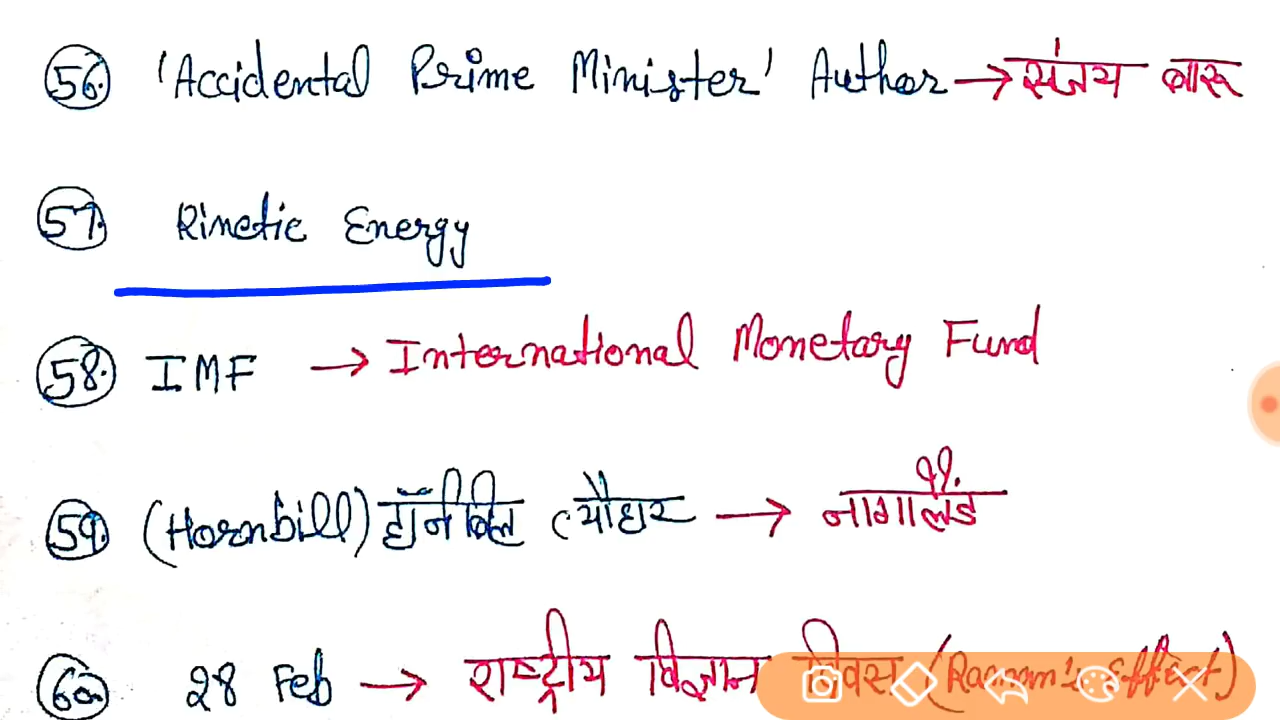 56. 'Accidental Prime Minister' Author → संजय बारू
57. Kinetic Energy
58. IMF → International Monetary Fund
59. (Hornbill) हॉर्नबिल त्यौहार → नागालैंड
60. 28 Feb → राष्ट्रीय विज्ञान दिवस (Raman's Effect)